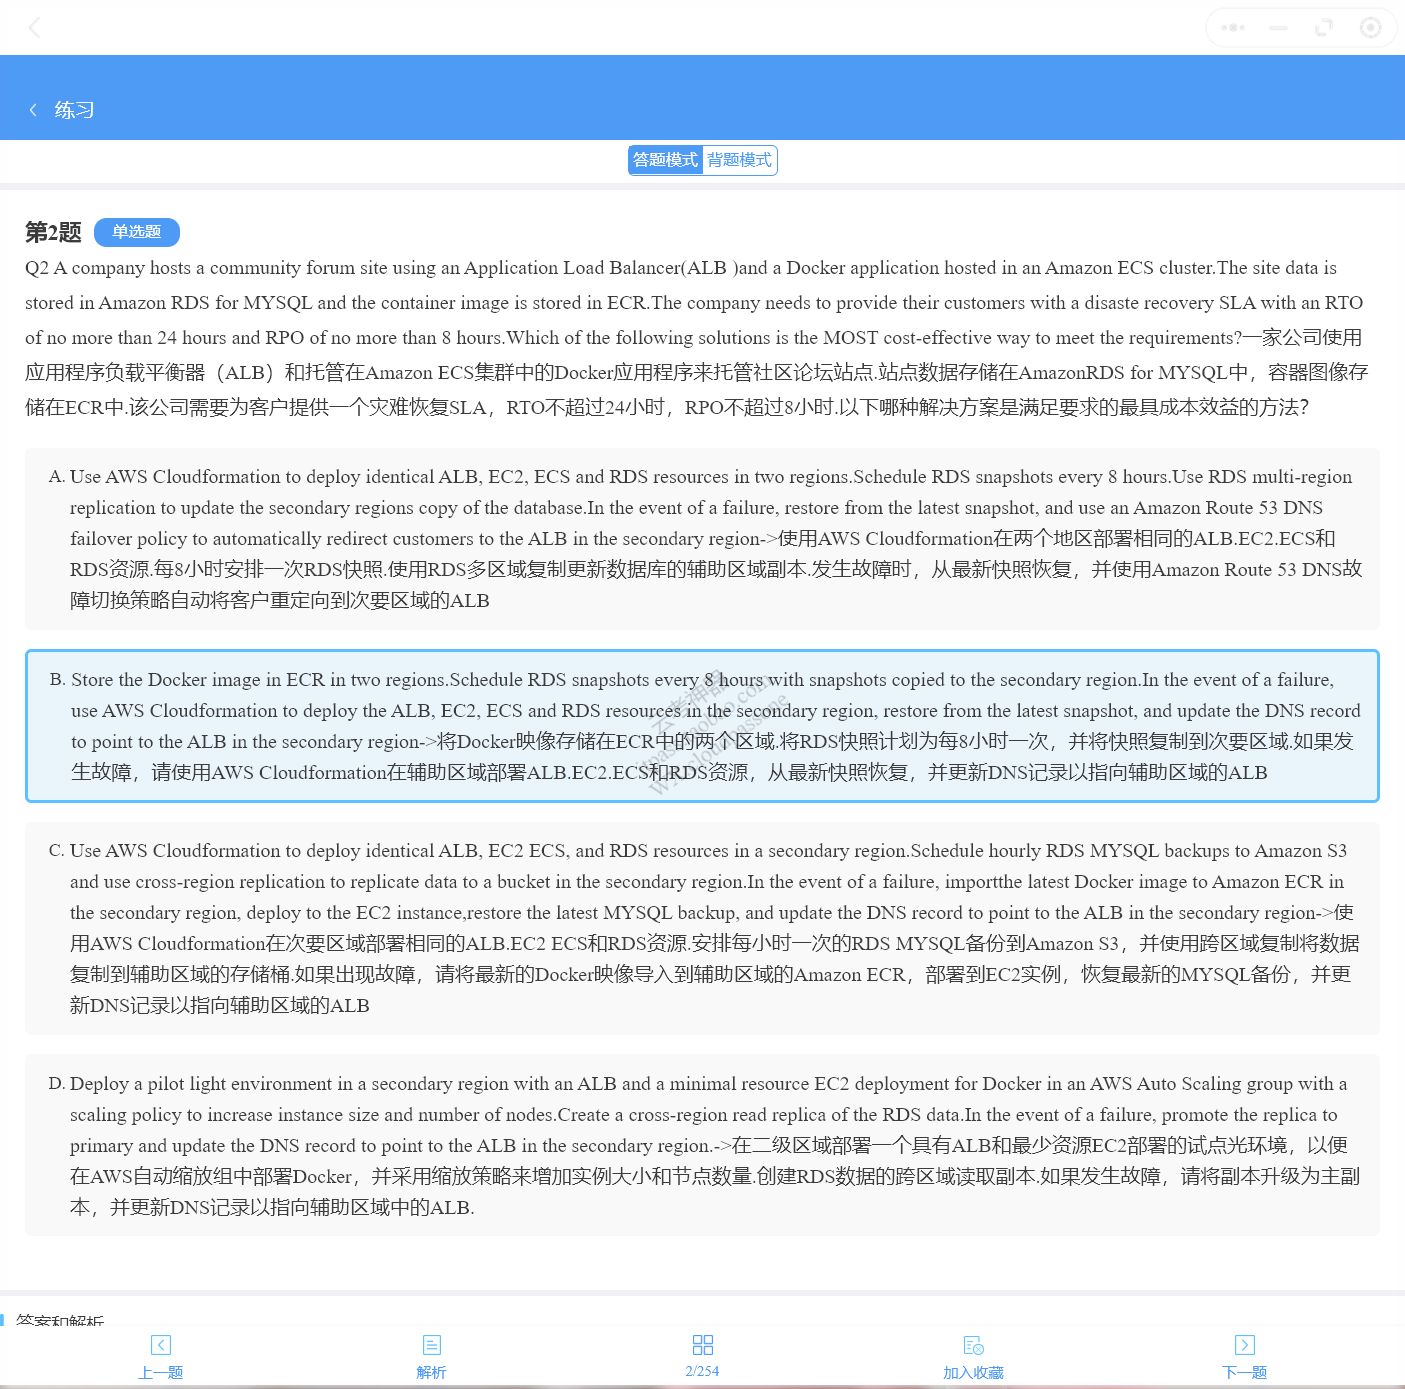 练习
答题模式 背题模式
第2题 单选题
Q2 A company hosts a community forum site using an Application Load Balancer(ALB )and a Docker application hosted in an Amazon ECS cluster.The site data is
stored in Amazon RDS for MYSQL and the container image is stored in ECR.The company needs to provide their customers with a disaste recovery SLA with an RTO
of no more than 24 hours and RPO of no more than 8 hours.Which of the following solutions is the MOST cost-effective way to meet the requirements?一家公司使用
应用程序负载平衡器（ALB）和托管在Amazon ECS集群中的Docker应用程序来托管社区论坛站点.站点数据存储在AmazonRDS for MYSQL中，容器图像存
储在ECR中.该公司需要为客户提供一个灾难恢复SLA，RTO不超过24小时，RPO不超过8小时.以下哪种解决方案是满足要求的最具成本效益的方法？
A. Use AWS Cloudformation to deploy identical ALB, EC2, ECS and RDS resources in two regions.Schedule RDS snapshots every 8 hours.Use RDS multi-region
replication to update the secondary regions copy of the database.In the event of a failure, restore from the latest snapshot, and use an Amazon Route 53 DNS
failover policy to automatically redirect customers to the ALB in the secondary region->使用AWS Cloudformation在两个地区部署相同的ALB.EC2.ECS和
RDS资源.每8小时安排一次RDS快照.使用RDS多区域复制更新数据库的辅助区域副本.发生故障时，从最新快照恢复，并使用Amazon Route 53 DNS故
障切换策略自动将客户重定向到次要区域的ALB
B. Store the Docker image in ECR in two regions.Schedule RDS snapshots every 8 hours with snapshots copied to the secondary region.In the event of a failure,
use AWS Cloudformation to deploy the ALB, EC2, ECS and RDS resources in the secondary region, restore from the latest snapshot, and update the DNS record
to point to the ALB in the secondary region->将Docker映像存储在ECR中的两个区域.将RDS快照计划为每8小时一次，并将快照复制到次要区域.如果发
生故障，请使用AWS Cloudformation在辅助区域部署ALB.EC2.ECS和RDS资源，从最新快照恢复，并更新DNS记录以指向辅助区域的ALB
C. Use AWS Cloudformation to deploy identical ALB, EC2 ECS, and RDS resources in a secondary region.Schedule hourly RDS MYSQL backups to Amazon S3
and use cross-region replication to replicate data to a bucket in the secondary region.In the event of a failure, importthe latest Docker image to Amazon ECR in
the secondary region, deploy to the EC2 instance,restore the latest MYSQL backup, and update the DNS record to point to the ALB in the secondary region->使
用AWS Cloudformation在次要区域部署相同的ALB.EC2 ECS和RDS资源.安排每小时一次的RDS MYSQL备份到Amazon S3，并使用跨区域复制将数据
复制到辅助区域的存储桶.如果出现故障，请将最新的Docker映像导入到辅助区域的Amazon ECR，部署到EC2实例，恢复最新的MYSQL备份，并更
新DNS记录以指向辅助区域的ALB
D. Deploy a pilot light environment in a secondary region with an ALB and a minimal resource EC2 deployment for Docker in an AWS Auto Scaling group with a
scaling policy to increase instance size and number of nodes.Create a cross-region read replica of the RDS data.In the event of a failure, promote the replica to
primary and update the DNS record to point to the ALB in the secondary region.->在二级区域部署一个具有ALB和最少资源EC2部署的试点光环境，以便
在AWS自动缩放组中部署Docker，并采用缩放策略来增加实例大小和节点数量.创建RDS数据的跨区域读取副本.如果发生故障，请将副本升级为主副
本，并更新DNS记录以指向辅助区域中的ALB.
答案和解析
上一题 解析 2/254 加入收藏 下一题